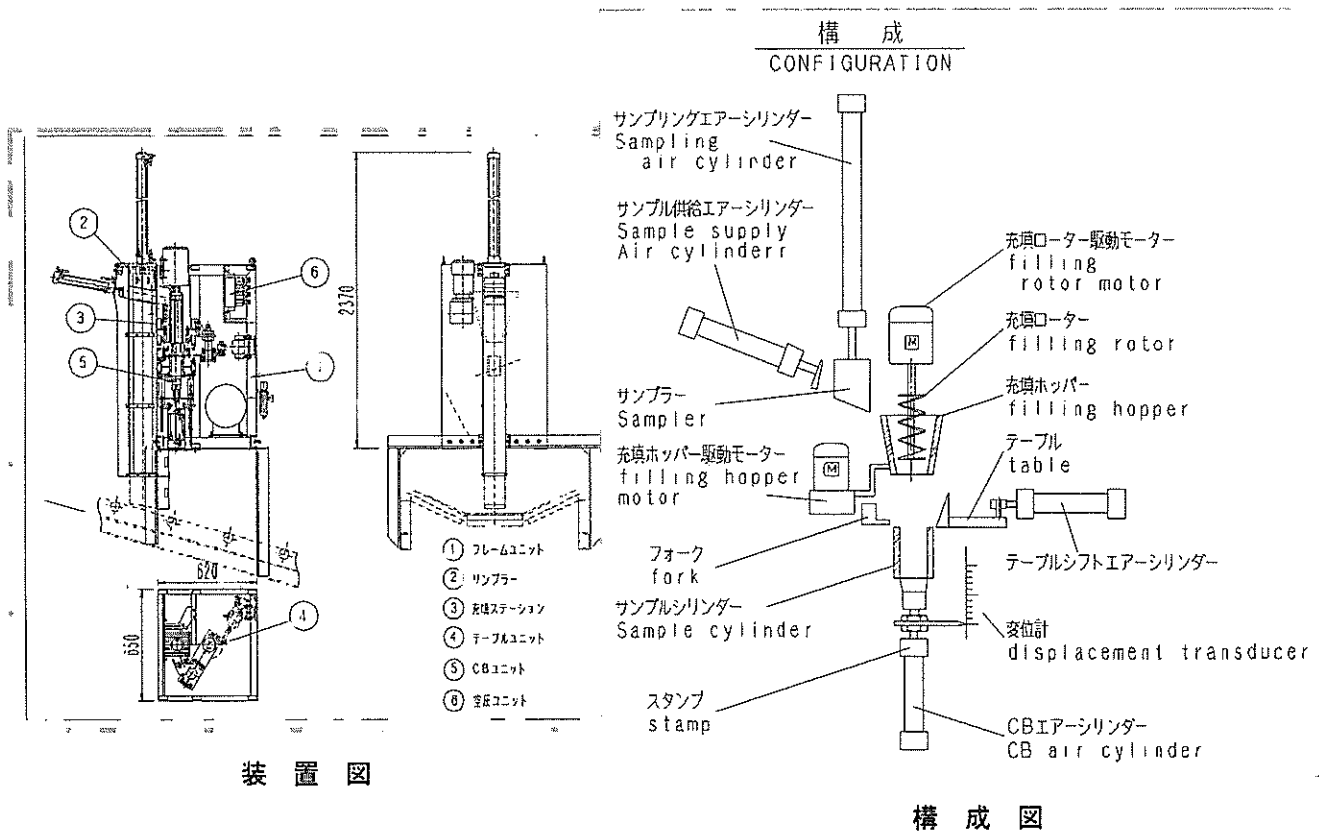 構 成
CONFIGURATION
サンプリングエアーシリンダー
Sampling
air cylinder
サンプル供給エアーシリンダー
Sample supply
Air cylinderr
充填ローター駆動モーター
filling
rotor motor
充填ローター
filling rotor
M
サンプラー
Sampler
充填ホッパー
filling hopper
充填ホッパー駆動モーター
filling hopper
motor
M
テーブル
table
フォーク
fork
テーブルシフトエアーシリンダー
サンプルシリンダー
Sample cylinder
変位計
displacement transducer
スタンプ
stamp
CBエアーシリンダー
CB air cylinder
構 成 図
2
3
5
6
4
2370
620
650
① フレームユニット
② サンプラー
③ 充填ステーション
④ テーブルユニット
⑤ CBユニット
⑥ 空圧ユニット
装 置 図